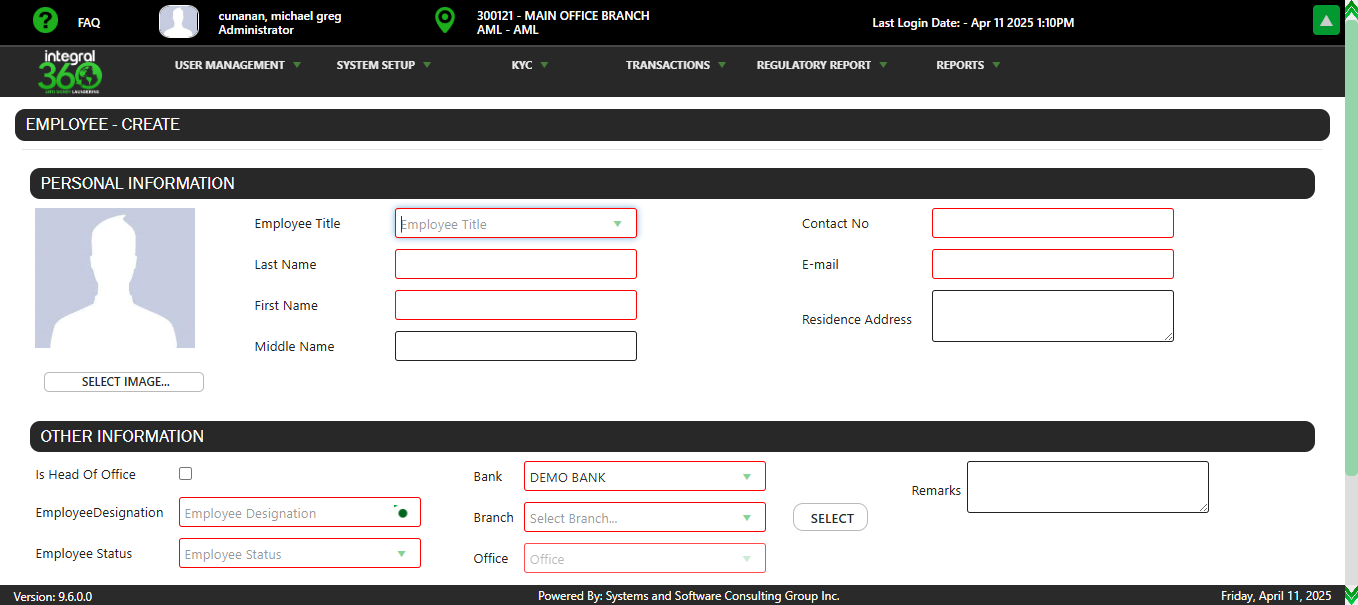 FAQ
cunanan, michael greg
Administrator
300121 - MAIN OFFICE BRANCH
AML - AML
Last Login Date: - Apr 11 2025 1:10PM
integral
360
ANTI-MONEY LAUNDERING
USER MANAGEMENT
SYSTEM SETUP
KYC
TRANSACTIONS
REGULATORY REPORT
REPORTS
EMPLOYEE - CREATE
PERSONAL INFORMATION
Employee Title
Employee Title
Contact No
Last Name
E-mail
First Name
Residence Address
Middle Name
SELECT IMAGE...
OTHER INFORMATION
Is Head Of Office
Bank
DEMO BANK
Remarks
EmployeeDesignation
Employee Designation
Branch
Select Branch...
SELECT
Employee Status
Employee Status
Office
Office
Version: 9.6.0.0
Powered By: Systems and Software Consulting Group Inc.
Friday, April 11, 2025